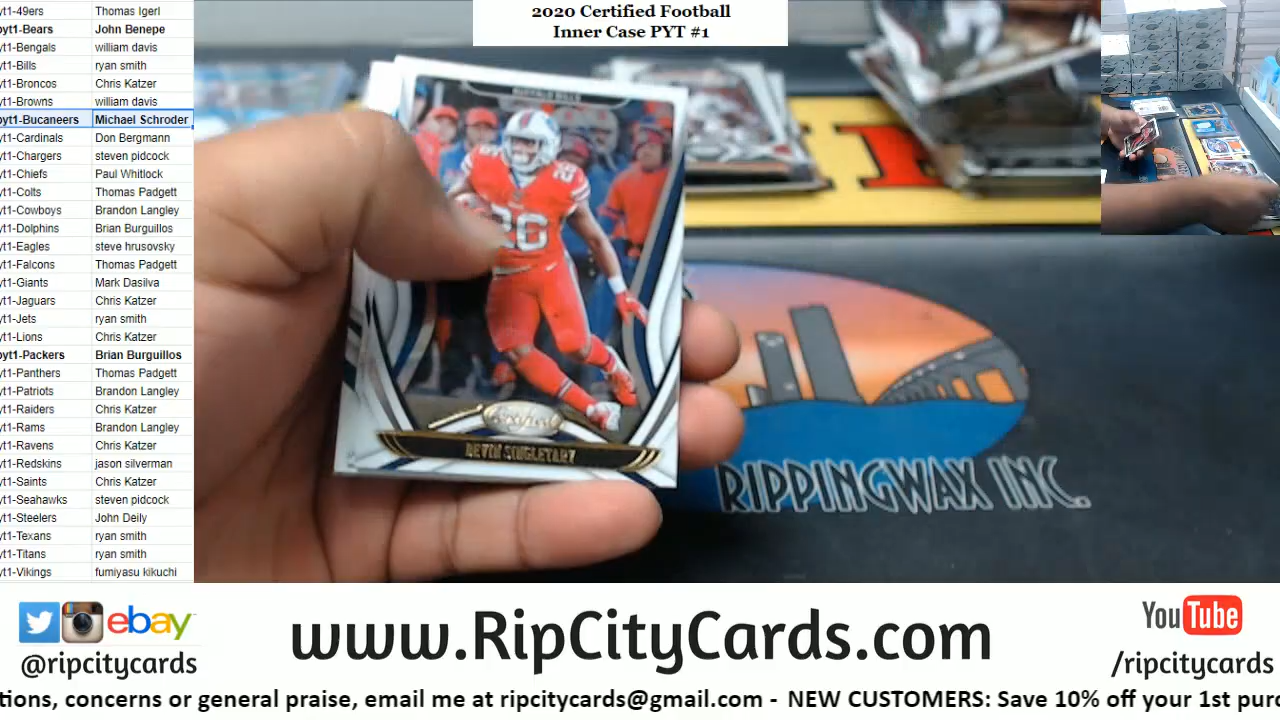 2020 Certified Football
Inner Case PYT #1
yt1-49ers Thomas Igerl
pyt1-Bears John Benepe
yt1-Bengals william davis
yt1-Bills ryan smith
yt1-Broncos Chris Katzer
yt1-Browns william davis
pyt1-Bucaneers Michael Schroder
yt1-Cardinals Don Bergmann
yt1-Chargers steven pidcock
yt1-Chiefs Paul Whitlock
yt1-Colts Thomas Padgett
yt1-Cowboys Brandon Langley
yt1-Dolphins Brian Burguillos
yt1-Eagles steve hrusovsky
yt1-Falcons Thomas Padgett
yt1-Giants Mark Dasilva
yt1-Jaguars Chris Katzer
yt1-Jets ryan smith
yt1-Lions Chris Katzer
pyt1-Packers Brian Burguillos
yt1-Panthers Thomas Padgett
yt1-Patriots Brandon Langley
yt1-Raiders Chris Katzer
yt1-Rams Brandon Langley
yt1-Ravens Chris Katzer
yt1-Redskins jason silverman
yt1-Saints Chris Katzer
yt1-Seahawks steven pidcock
yt1-Steelers John Deily
yt1-Texans ryan smith
yt1-Titans ryan smith
yt1-Vikings fumiyasu kikuchi
BUFFALO BILLS
26
Certified
DEVIN SINGLETARY
RIPPINGWAX INC.
ebay
@ripcitycards
www.RipCityCards.com
YouTube
/ripcitycards
tions, concerns or general praise, email me at ripcitycards@gmail.com - NEW CUSTOMERS: Save 10% off your 1st purc